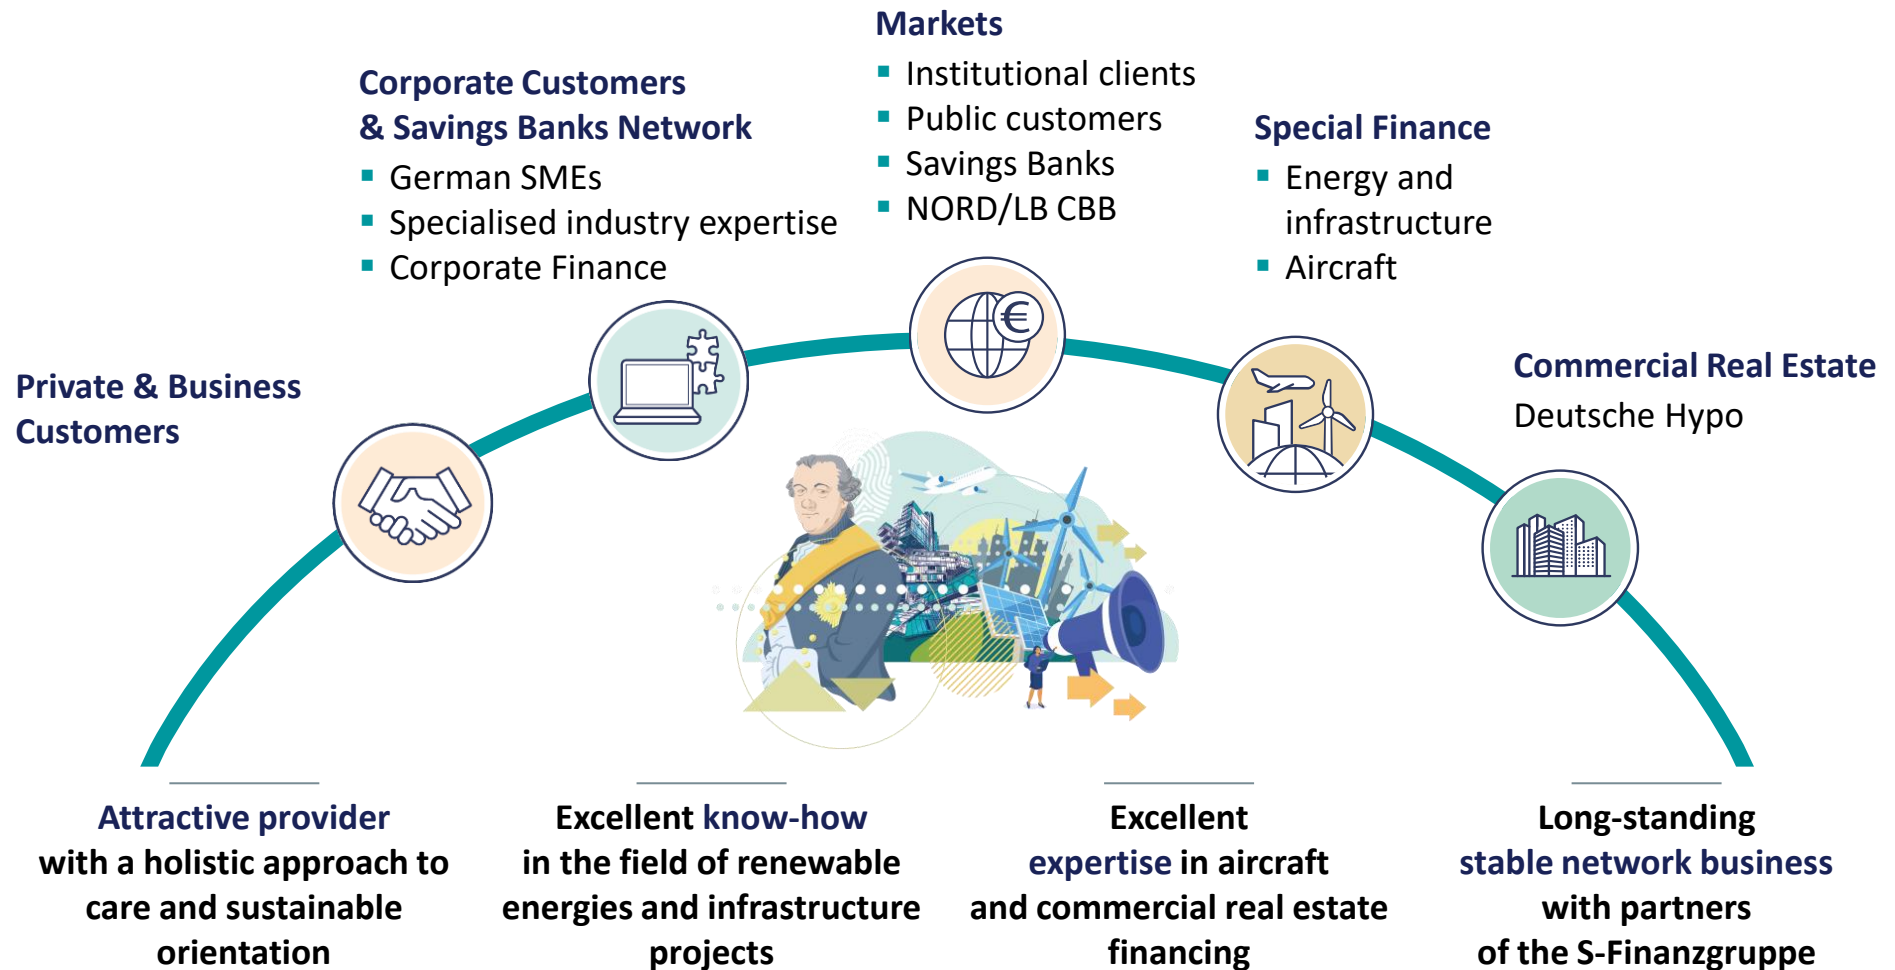 Private & Business
Customers
Corporate Customers
& Savings Banks Network
▪ German SMEs
▪ Specialised industry expertise
▪ Corporate Finance
Markets
▪ Institutional clients
▪ Public customers
▪ Savings Banks
▪ NORD/LB CBB
Special Finance
▪ Energy and
infrastructure
▪ Aircraft
Commercial Real Estate
Deutsche Hypo
€
Attractive provider
with a holistic approach to
care and sustainable
orientation
Excellent know-how
in the field of renewable
energies and infrastructure
projects
Excellent
expertise in aircraft
and commercial real estate
financing
Long-standing
stable network business
with partners
of the S-Finanzgruppe